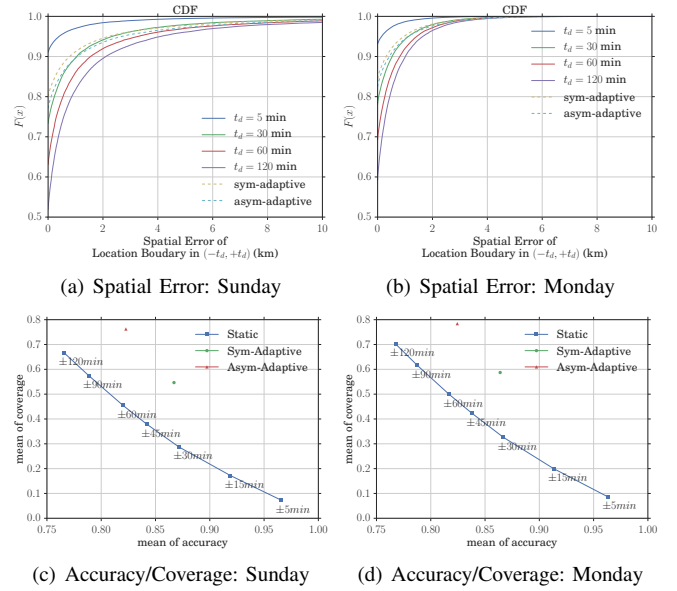 CDF
1.0
0.9
0.8
0.7
0.6
0.5
F(x)
t_d = 5 min
t_d = 30 min
t_d = 60 min
t_d = 120 min
sym-adaptive
asym-adaptive
0 2 4 6 8 10
Spatial Error of
Location Boudary in (−t_d, +t_d) (km)
(a) Spatial Error: Sunday
CDF
1.0
0.9
0.8
0.7
0.6
0.5
F(x)
t_d = 5 min
t_d = 30 min
t_d = 60 min
t_d = 120 min
sym-adaptive
asym-adaptive
0 2 4 6 8 10
Spatial Error of
Location Boudary in (−t_d, +t_d) (km)
(b) Spatial Error: Monday
0.8
0.7
0.6
0.5
0.4
0.3
0.2
0.1
0.0
mean of coverage
Static
Sym-Adaptive
Asym-Adaptive
±120min
±90min
±60min
±45min
±30min
±15min
±5min
0.75 0.80 0.85 0.90 0.95 1.00
mean of accuracy
(c) Accuracy/Coverage: Sunday
0.8
0.7
0.6
0.5
0.4
0.3
0.2
0.1
0.0
mean of coverage
Static
Sym-Adaptive
Asym-Adaptive
±120min
±90min
±60min
±45min
±30min
±15min
±5min
0.75 0.80 0.85 0.90 0.95 1.00
mean of accuracy
(d) Accuracy/Coverage: Monday